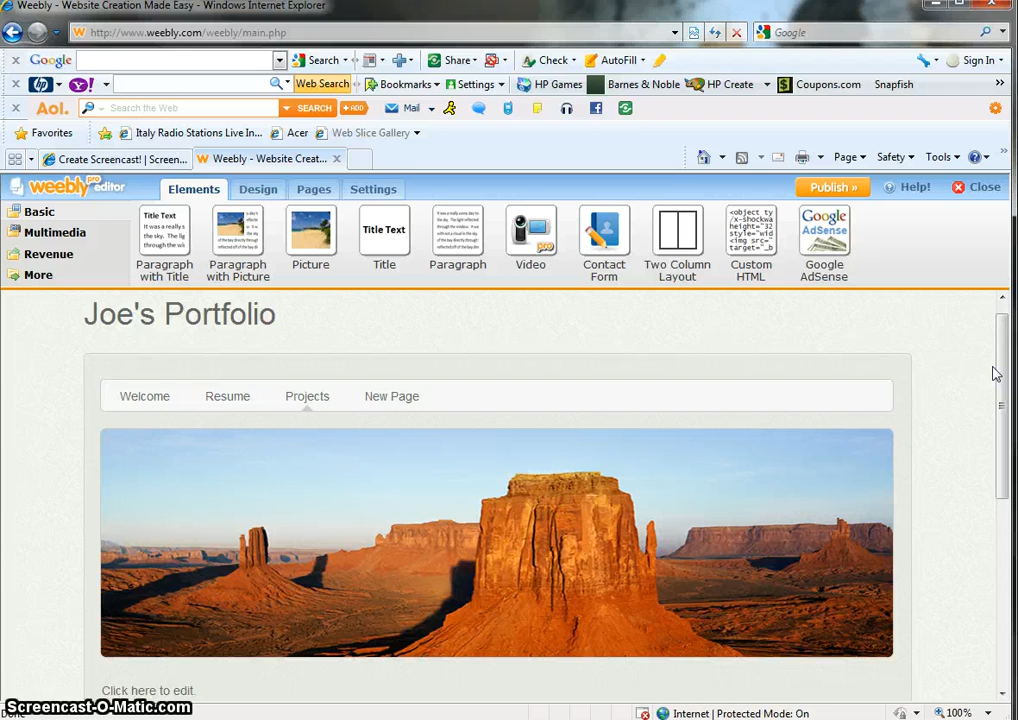 Weebly - Website Creation Made Easy - Windows Internet Explorer
http://www.weebly.com/weebly/main.php
Google
Google Search Share Check AutoFill Sign In
hp Y! Web Search Bookmarks Settings HP Games Barnes & Noble HP Create Coupons.com Snapfish »
Aol. Search the Web SEARCH +ADD Mail
Favorites Italy Radio Stations Live In... Acer Web Slice Gallery
Create Screencast! | Screen... Weebly - Website Creat... Page Safety Tools »
weebly pro editor Elements Design Pages Settings Publish » Help! Close
Basic
Multimedia
Revenue
More
Paragraph with Title
Paragraph with Picture
Picture
Title Text
Title
Paragraph
pro
Video
Contact Form
Two Column Layout
Custom HTML
Google AdSense
Google AdSense
Joe's Portfolio
Welcome Resume Projects New Page
Click here to edit.
Screencast-O-Matic.com
Internet | Protected Mode: On 100%